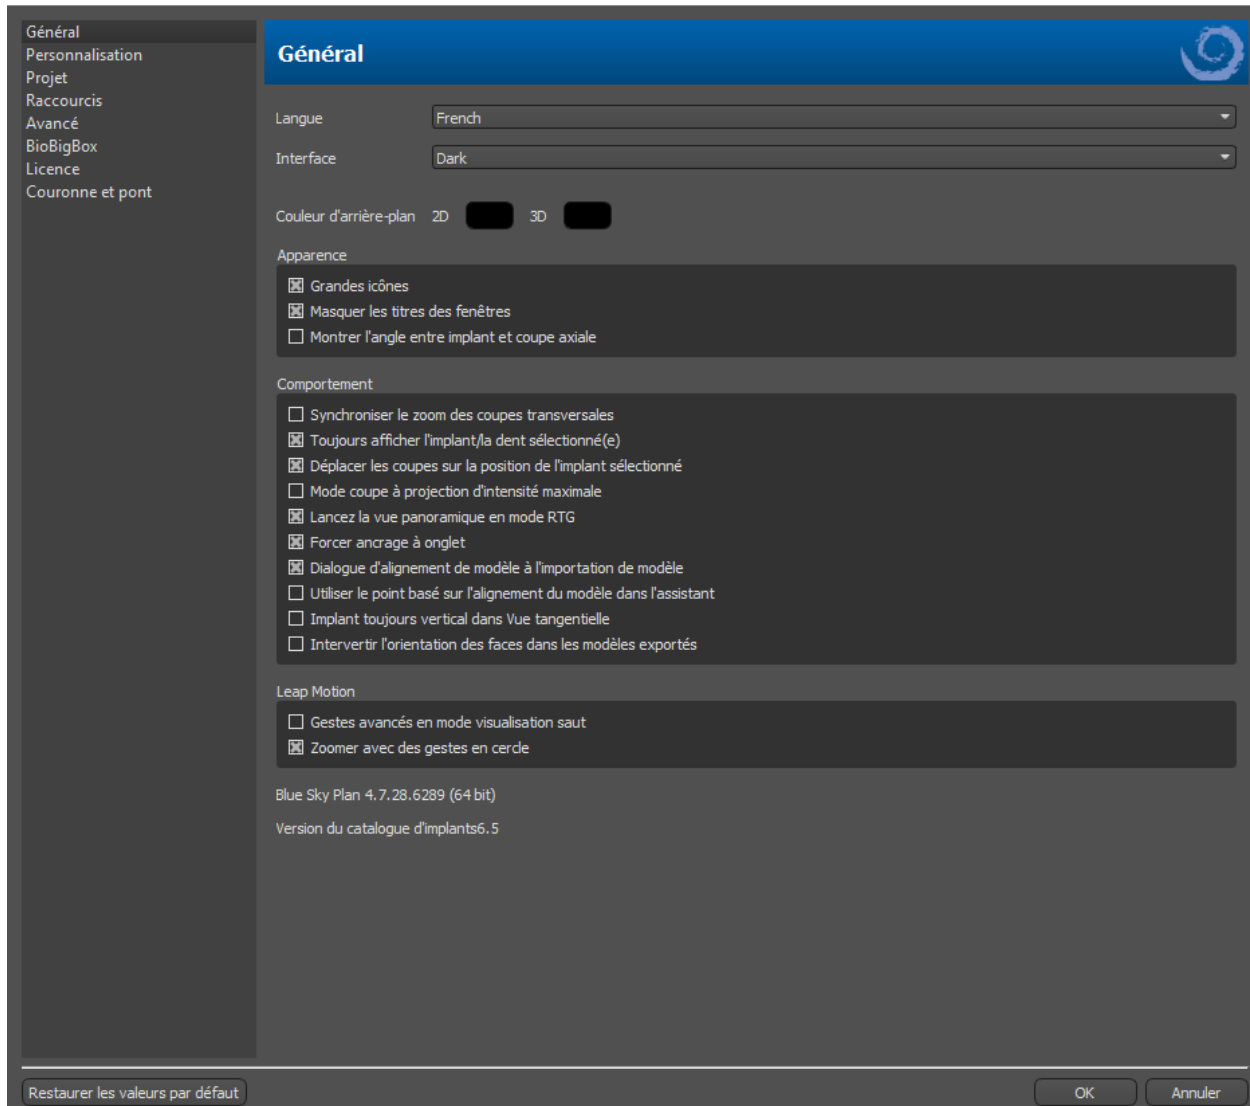 Général
Personnalisation
Projet
Raccourcis
Avancé
BioBigBox
Licence
Couronne et pont
Général
Langue French
Interface Dark
Couleur d'arrière-plan 2D 3D
Apparence
Grandes icônes
Masquer les titres des fenêtres
Montrer l'angle entre implant et coupe axiale
Comportement
Synchroniser le zoom des coupes transversales
Toujours afficher l'implant/la dent sélectionné(e)
Déplacer les coupes sur la position de l'implant sélectionné
Mode coupe à projection d'intensité maximale
Lancez la vue panoramique en mode RTG
Forcer ancrage à onglet
Dialogue d'alignement de modèle à l'importation de modèle
Utiliser le point basé sur l'alignement du modèle dans l'assistant
Implant toujours vertical dans Vue tangentielle
Intervertir l'orientation des faces dans les modèles exportés
Leap Motion
Gestes avancés en mode visualisation saut
Zoomer avec des gestes en cercle
Blue Sky Plan 4.7.28.6289 (64 bit)
Version du catalogue d'implants6.5
Restaurer les valeurs par défaut OK Annuler